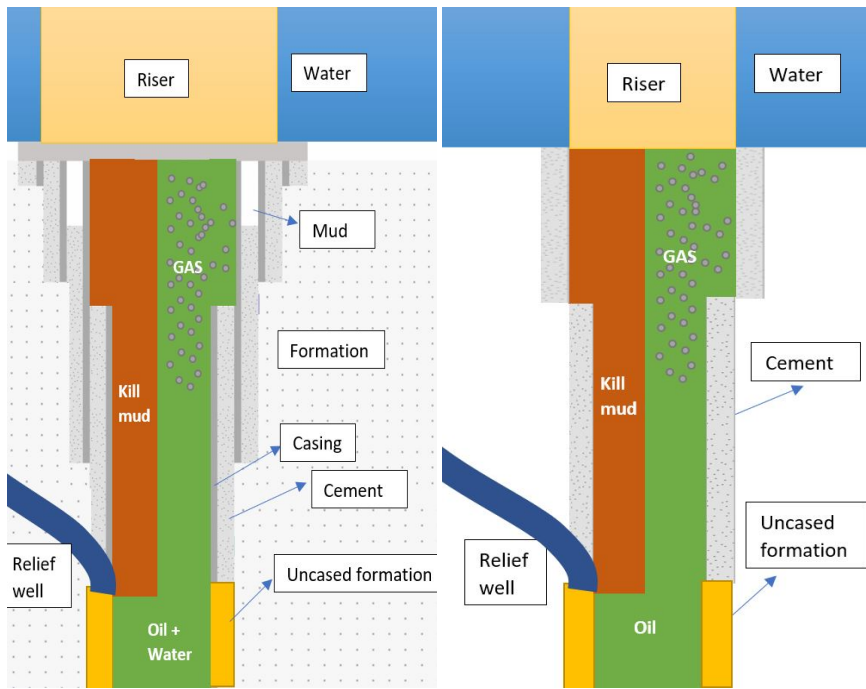 Riser
Water
Mud
GAS
Formation
Kill
mud
Casing
Cement
Relief
well
Uncased formation
Oil +
Water
Riser
Water
GAS
Cement
Kill
mud
Uncased
formation
Relief
well
Oil